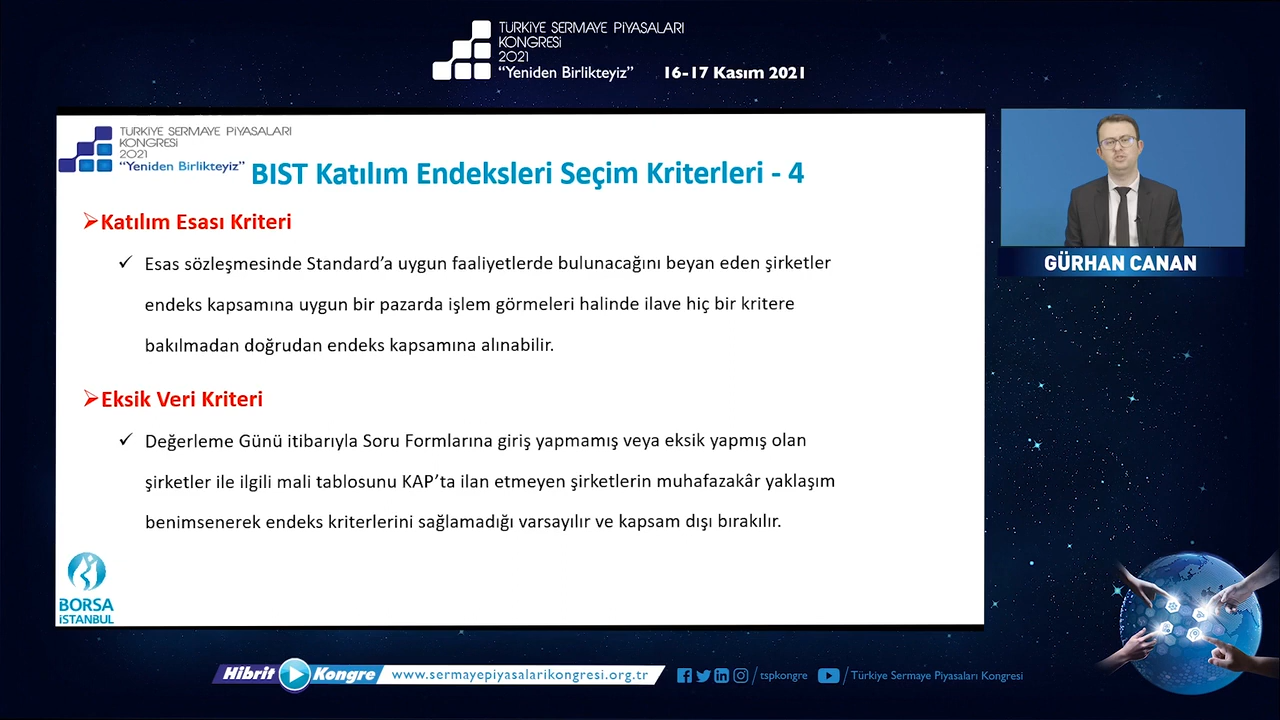 TÜRKİYE SERMAYE PİYASALARI
KONGRESİ
2021
“Yeniden Birlikteyiz” 16-17 Kasım 2021
TÜRKİYE SERMAYE PİYASALARI
KONGRESİ
2021
“Yeniden Birlikteyiz”
BIST Katılım Endeksleri Seçim Kriterleri - 4
Katılım Esası Kriteri
Esas sözleşmesinde Standard’a uygun faaliyetlerde bulunacağını beyan eden şirketler
endeks kapsamına uygun bir pazarda işlem görmeleri halinde ilave hiç bir kritere
bakılmadan doğrudan endeks kapsamına alınabilir.
Eksik Veri Kriteri
Değerleme Günü itibarıyla Soru Formlarına giriş yapmamış veya eksik yapmış olan
şirketler ile ilgili mali tablosunu KAP’ta ilan etmeyen şirketlerin muhafazakâr yaklaşım
benimsenerek endeks kriterlerini sağlamadığı varsayılır ve kapsam dışı bırakılır.
BORSA
İSTANBUL
GÜRHAN CANAN
Hibrit Kongre www.sermayepiyasalarikongresi.org.tr /tspkongre /Türkiye Sermaye Piyasaları Kongresi